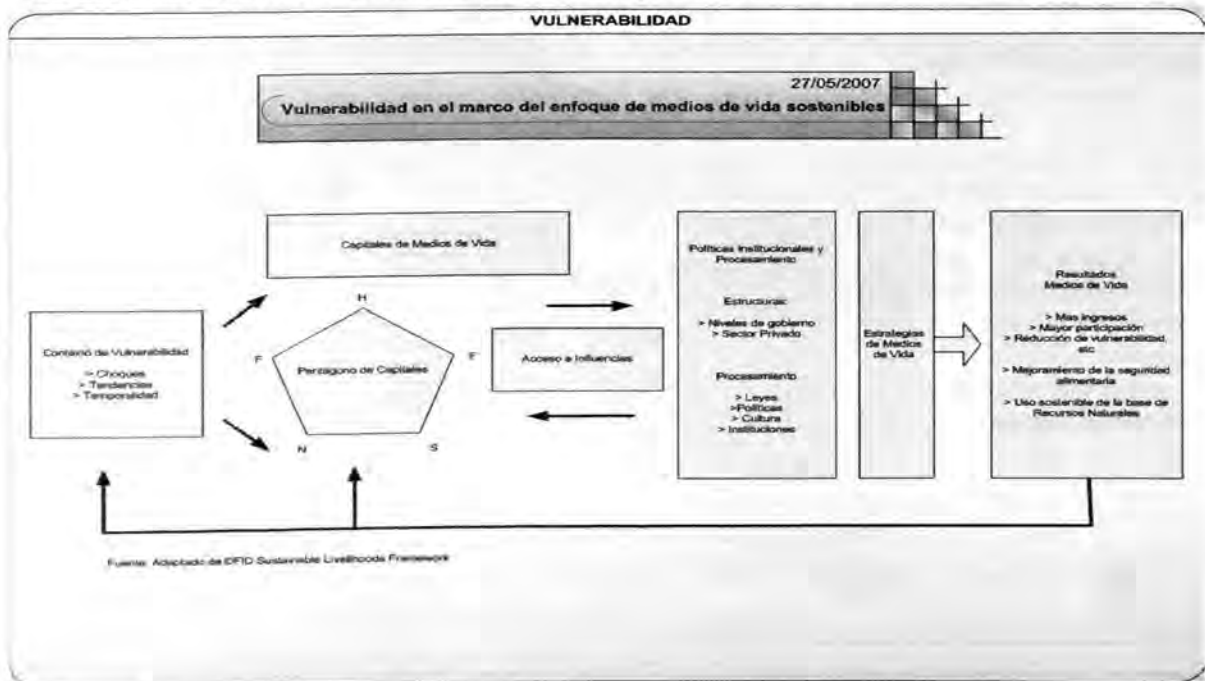 VULNERABILIDAD
27/05/2007
Vulnerabilidad en el marco del enfoque de medios de vida sostenibles
Capitales de Medios de Vida
Contexto de Vulnerabilidad
> Choques
> Tendencias
> Temporalidad
H
F
F
N
S
Pentágono de Capitales
Acceso a Influencias
Políticas Institucionales y
Procesamiento
Estructuras:
> Niveles de gobierno
> Sector Privado
Procesamiento
> Leyes
>Políticas
> Cultura
> Instituciones
Estrategias
de Medios
de Vida
Resultados
Medios de Vida
> Mas ingresos
> Mayor participación
> Reducción de vulnerabilidad,
etc
> Mejoramiento de la seguridad
alimentaria
> Uso sostenible de la base de
Recursos Naturales
Fuente: Adaptado de DFID Sustainable Livelihoods Framework